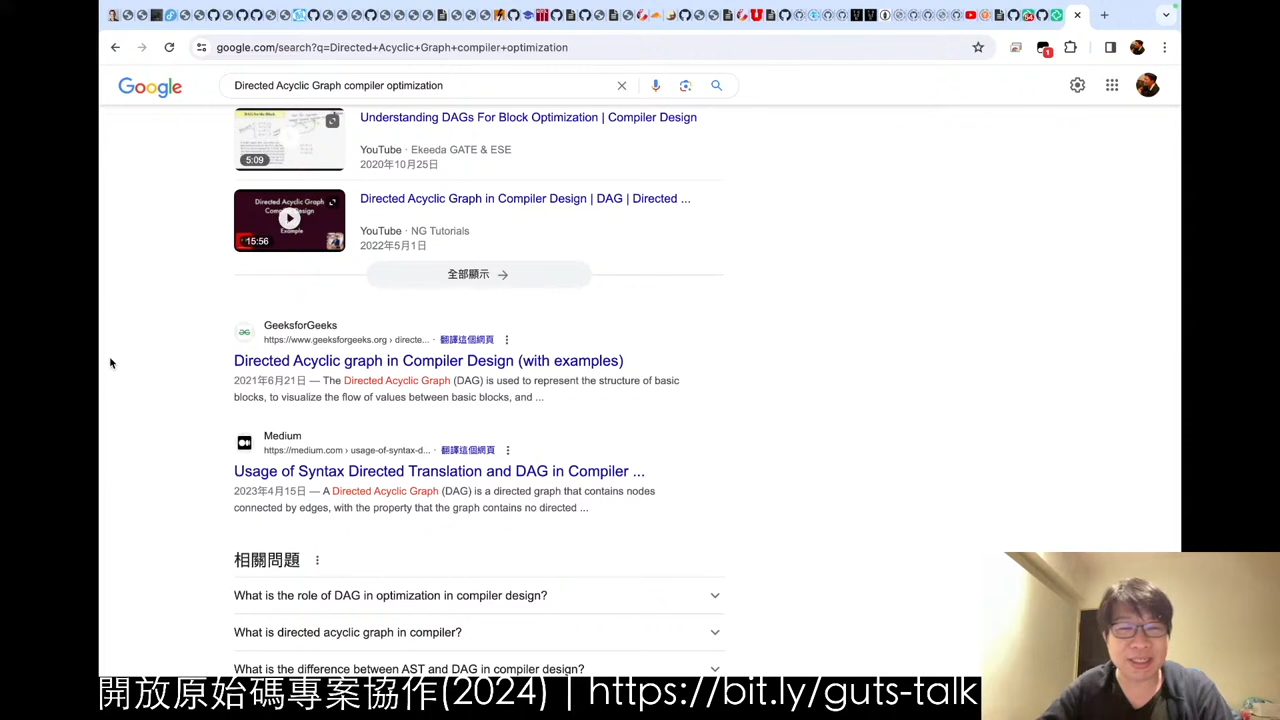 google.com/search?q=Directed+Acyclic+Graph+compiler+optimization
1
Google
Directed Acyclic Graph compiler optimization
Understanding DAGs For Block Optimization | Compiler Design
5:09
YouTube · Ekeeda GATE & ESE
2020年10月25日
Directed Acyclic Graph in Compiler Design | DAG | Directed ...
Directed Acyclic Graph
Example
15:56
YouTube · NG Tutorials
2022年5月1日
全部顯示
GeeksforGeeks
https://www.geeksforgeeks.org › directe... · 翻譯這個網頁
Directed Acyclic graph in Compiler Design (with examples)
2021年6月21日 — The Directed Acyclic Graph (DAG) is used to represent the structure of basic
blocks, to visualize the flow of values between basic blocks, and ...
Medium
https://medium.com › usage-of-syntax-d... · 翻譯這個網頁
Usage of Syntax Directed Translation and DAG in Compiler ...
2023年4月15日 — A Directed Acyclic Graph (DAG) is a directed graph that contains nodes
connected by edges, with the property that the graph contains no directed ...
相關問題
What is the role of DAG in optimization in compiler design?
What is directed acyclic graph in compiler?
What is the difference between AST and DAG in compiler design?
開放原始碼專案協作(2024) | https://bit.ly/guts-talk